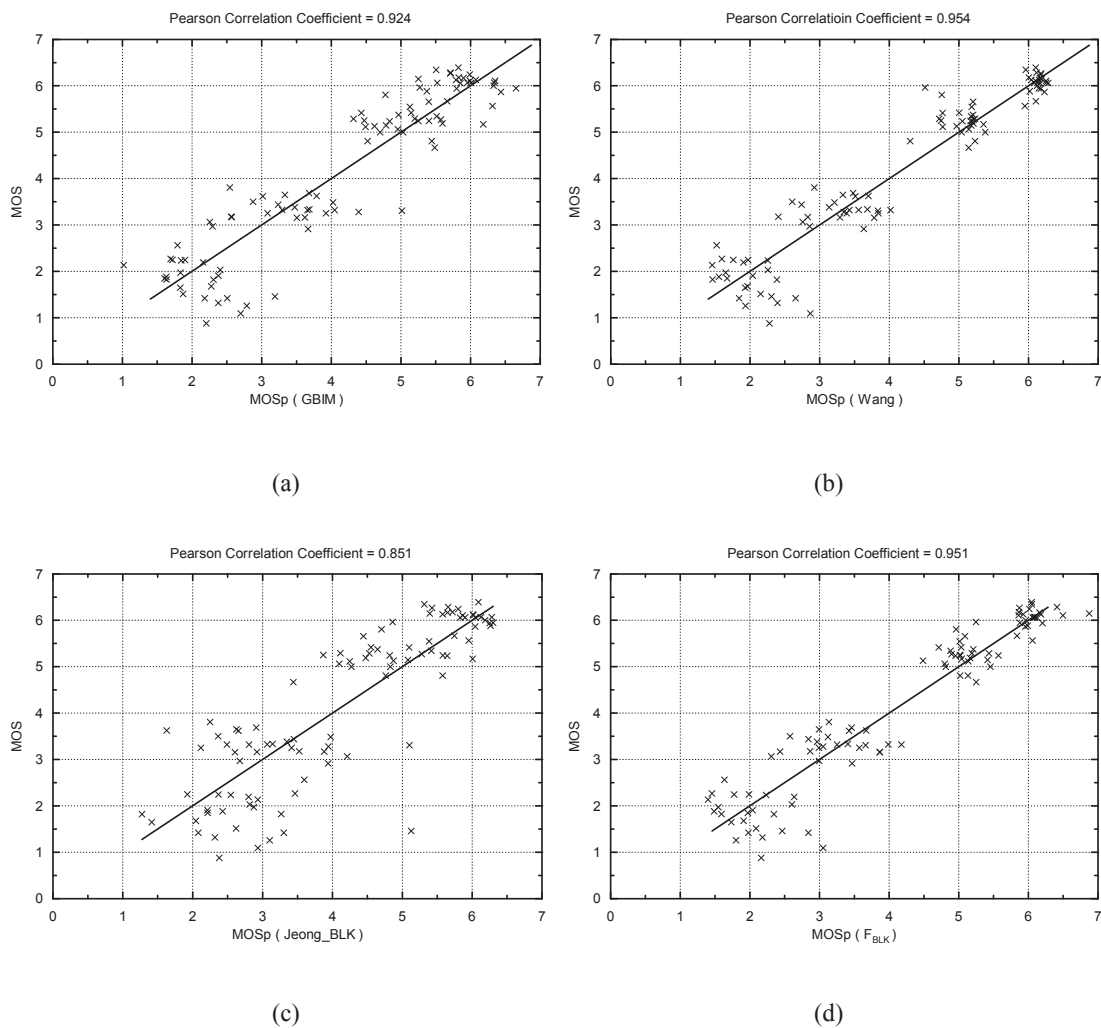 Pearson Correlation Coefficient = 0.924
7
6
5
4
3
2
1
0
MOS
0 1 2 3 4 5 6 7
MOSp ( GBIM)
(a)
Pearson Correlatioin Coefficient = 0.954
7
6
5
4
3
2
1
0
MOS
0 1 2 3 4 5 6 7
MOSp ( Wang)
(b)
Pearson Correlation Coefficient = 0.851
7
6
5
4
3
2
1
0
MOS
0 1 2 3 4 5 6 7
MOSp ( Jeong_BLK)
(c)
Pearson Correlation Coefficient = 0.951
7
6
5
4
3
2
1
0
MOS
0 1 2 3 4 5 6 7
MOSp ( F_BLK)
(d)